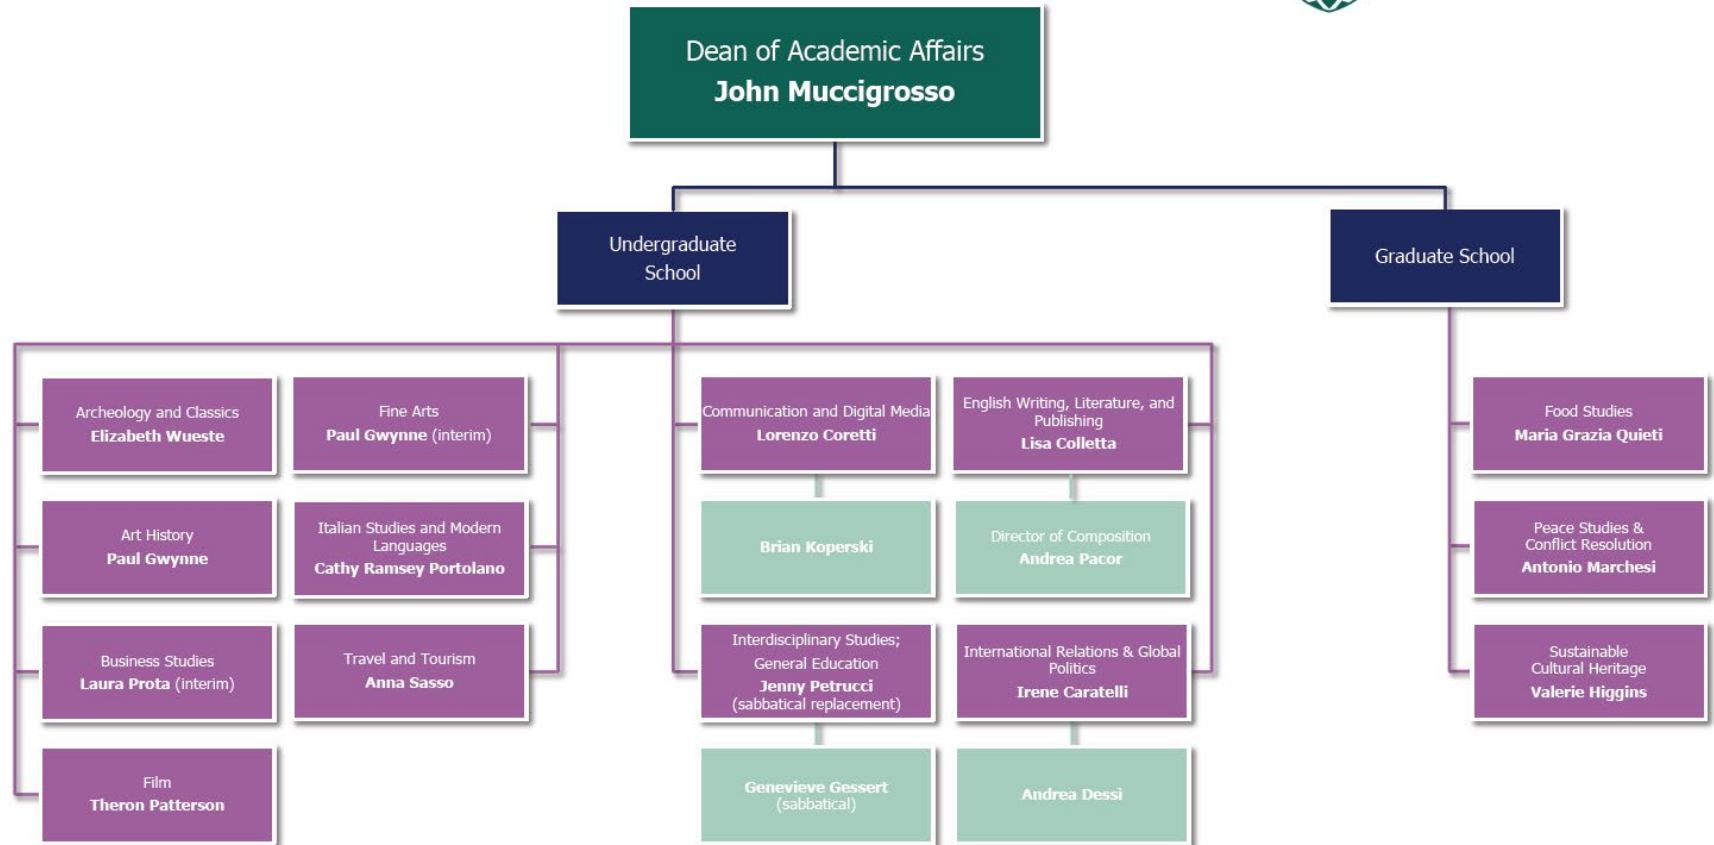 Dean of Academic Affairs
John Muccigrosso
Undergraduate
School
Graduate School
Archeology and Classics
Elizabeth Wueste
Fine Arts
Paul Gwynne (interim)
Communication and Digital Media
Lorenzo Coretti
English Writing, Literature, and
Publishing
Lisa Colletta
Food Studies
Maria Grazia Quieti
Art History
Paul Gwynne
Italian Studies and Modern
Languages
Cathy Ramsey Portolano
Brian Koperski
Director of Composition
Andrea Pacor
Peace Studies &
Conflict Resolution
Antonio Marchesi
Business Studies
Laura Prota (interim)
Travel and Tourism
Anna Sasso
Interdisciplinary Studies;
General Education
Jenny Petrucci
(sabbatical replacement)
International Relations & Global
Politics
Irene Caratelli
Sustainable
Cultural Heritage
Valerie Higgins
Film
Theron Patterson
Genevieve Gessert
(sabbatical)
Andrea Dessì